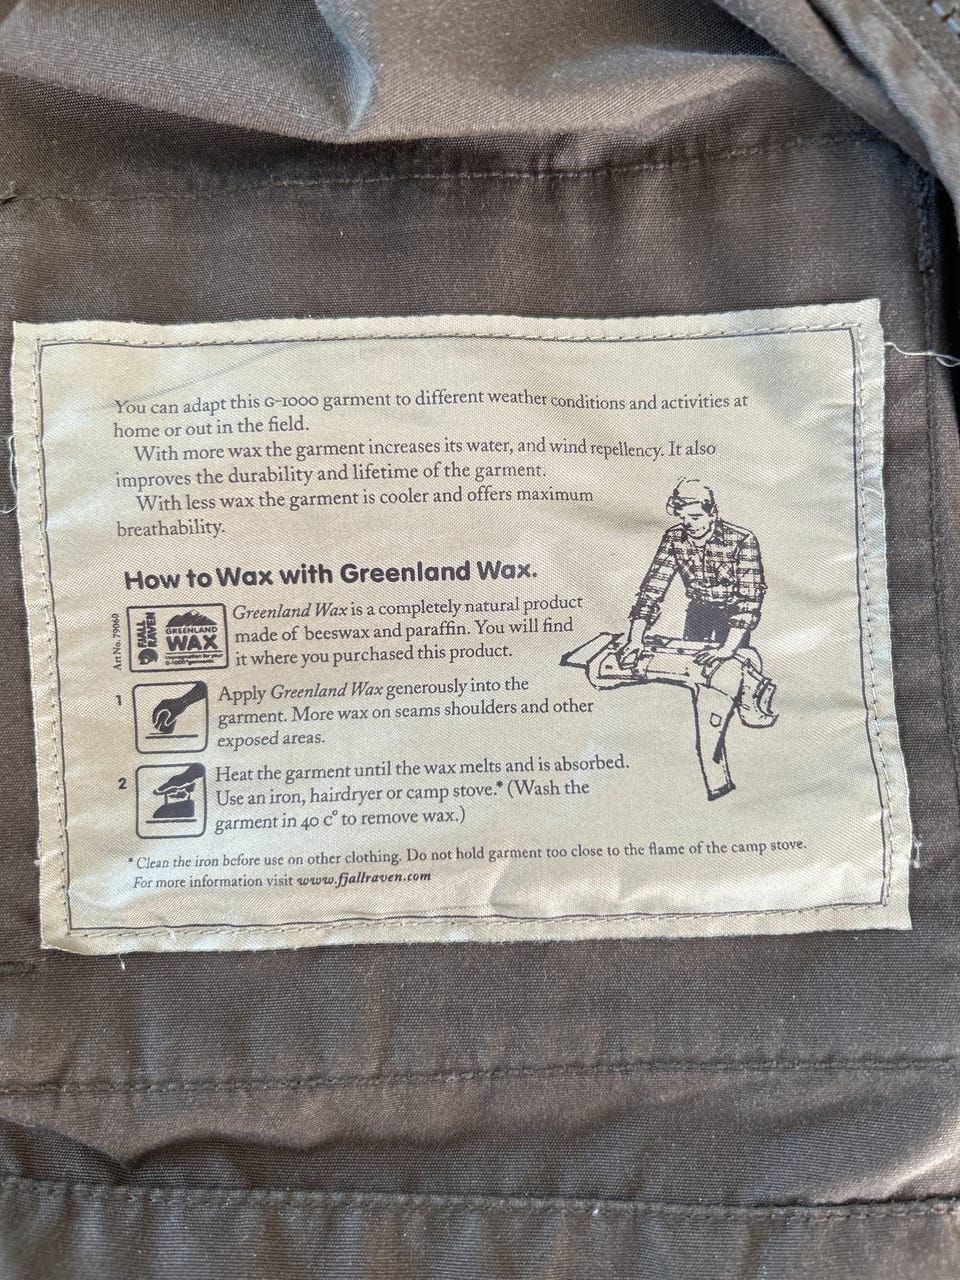 You can adapt this G-1000 garment to different weather conditions and activities at
home or out in the field.
With more wax the garment increases its water, and wind repellency. It also
improves the durability and lifetime of the garment.
With less wax the garment is cooler and offers maximum
breathability.
How to Wax with Greenland Wax.
Art No. 79060
FJÄLL
RÄVEN
GREENLAND
WAX
Greenland Wax is a completely natural product
made of beeswax and paraffin. You will find
it where you purchased this product.
1
Apply Greenland Wax generously into the
garment. More wax on seams shoulders and other
exposed areas.
2
Heat the garment until the wax melts and is absorbed.
Use an iron, hairdryer or camp stove.* (Wash the
garment in 40 c° to remove wax.)
* Clean the iron before use on other clothing. Do not hold garment too close to the flame of the camp stove.
For more information visit www.fjallraven.com